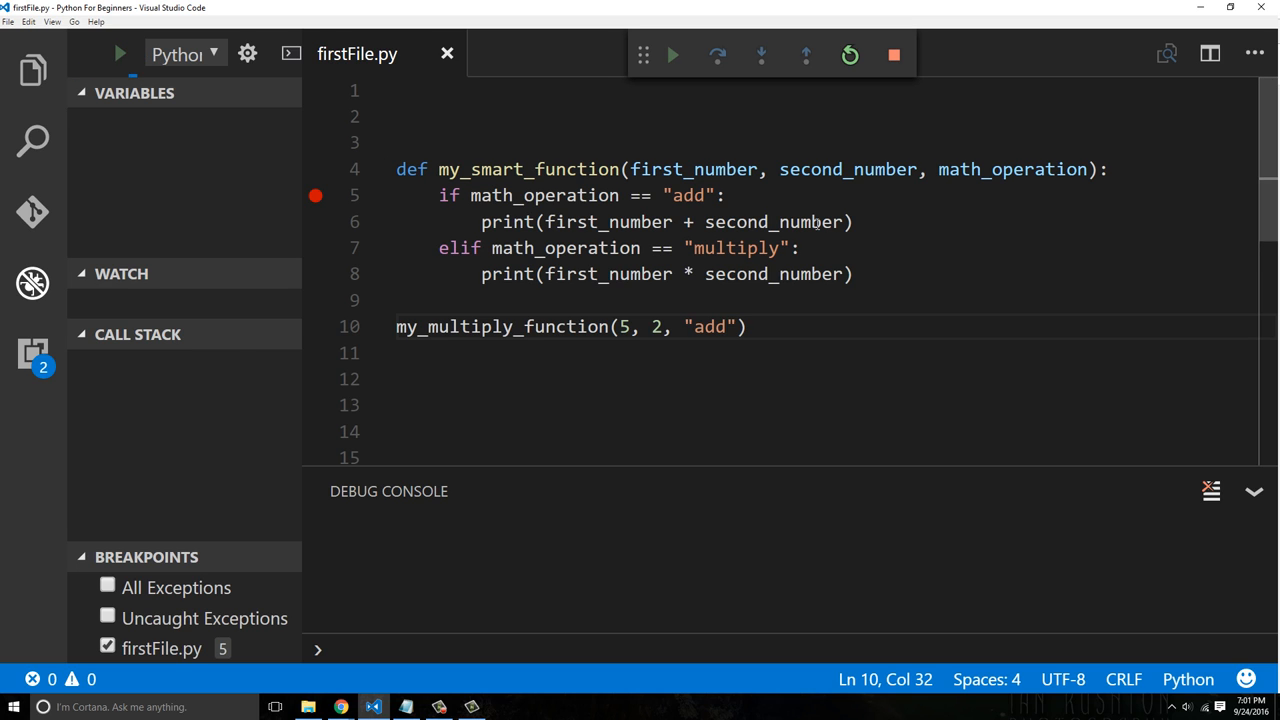 firstFile.py - Python For Beginners - Visual Studio Code
File Edit View Go Help
Pythor
firstFile.py
VARIABLES
WATCH
CALL STACK
2
BREAKPOINTS
All Exceptions
Uncaught Exceptions
firstFile.py 5
1
2
3
4 def my_smart_function(first_number, second_number, math_operation):
5 if math_operation == "add":
6 print(first_number + second_number)
7 elif math_operation == "multiply":
8 print(first_number * second_number)
9
10 my_multiply_function(5, 2, "add")
11
12
13
14
15
DEBUG CONSOLE
0 0
Ln 10, Col 32 Spaces: 4 UTF-8 CRLF Python
I'm Cortana. Ask me anything.
7:01 PM
9/24/2016